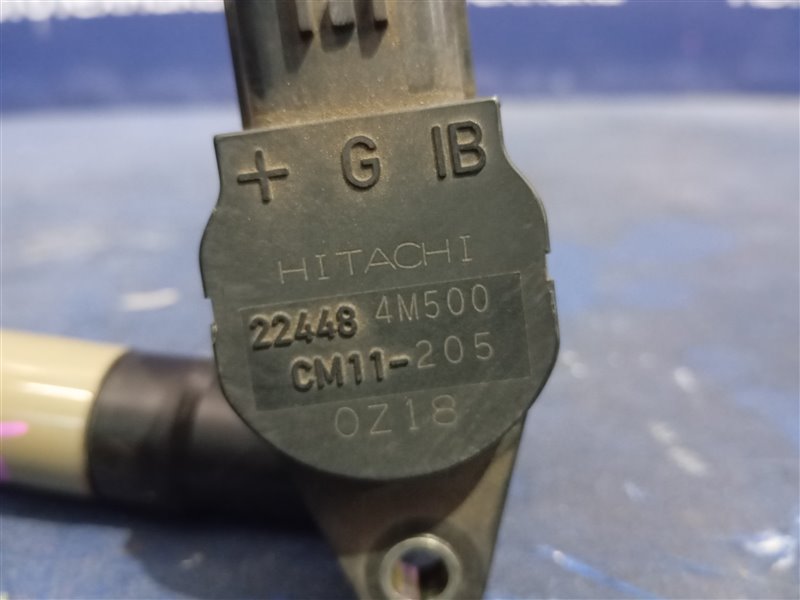 + G IB
HITACHI
22448 4M500
CM11-205
0Z18